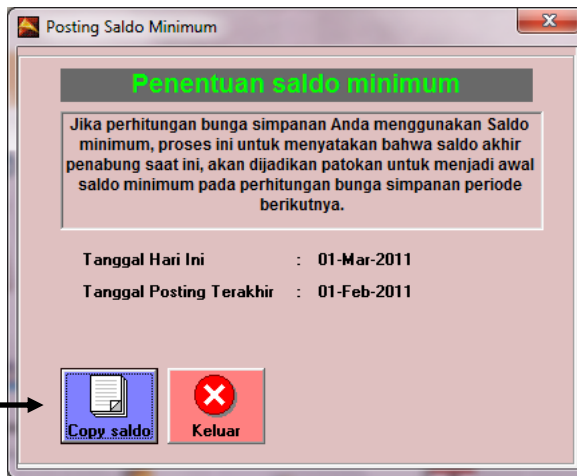 Posting Saldo Minimum
Penentuan saldo minimum
Jika perhitungan bunga simpanan Anda menggunakan Saldo
minimum, proses ini untuk menyatakan bahwa saldo akhir
penabung saat ini, akan dijadikan patokan untuk menjadi awal
saldo minimum pada perhitungan bunga simpanan periode
berikutnya.
Tanggal Hari Ini : 01-Mar-2011
Tanggal Posting Terakhir : 01-Feb-2011
Copy saldo Keluar